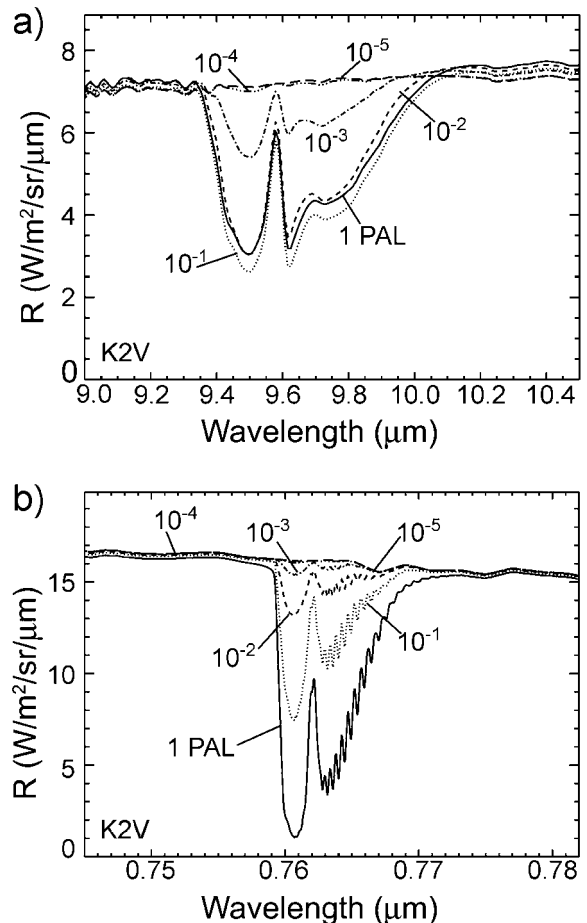 a)
8
6
4
2
0
R (W/m²/sr/μm)
10⁻⁴
10⁻⁵
10⁻³
10⁻²
1 PAL
10⁻¹
K2V
9.0 9.2 9.4 9.6 9.8 10.0 10.2 10.4
Wavelength (μm)
b)
15
10
5
0
R (W/m²/sr/μm)
10⁻⁴
10⁻³
10⁻⁵
10⁻²
10⁻¹
1 PAL
K2V
0.75 0.76 0.77 0.78
Wavelength (μm)